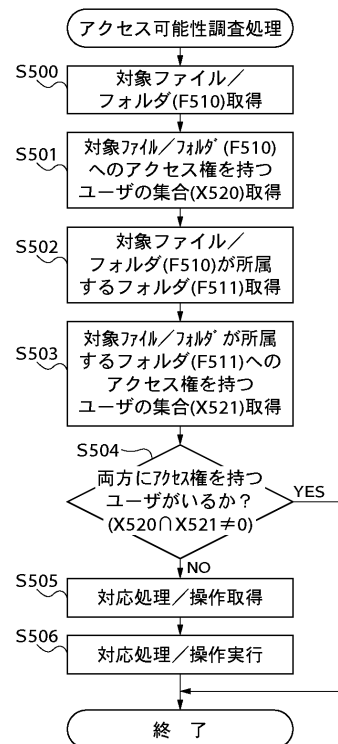 アクセス可能性調査処理
S500
対象ファイル／
フォルダ(F510)取得
S501
対象ﾌｧｲﾙ／ﾌｫﾙﾀﾞ(F510)
へのアクセス権を持つ
ユーザの集合(X520)取得
S502
対象ファイル／
フォルダ(F510)が所属
するフォルダ(F511)取得
S503
対象ﾌｧｲﾙ／ﾌｫﾙﾀﾞが所属
するフォルダ(F511)への
アクセス権を持つ
ユーザの集合(X521)取得
S504
両方にｱｸｾｽ権を持つ
ユーザがいるか？
(X520∩X521≠0)
YES
NO
S505
対応処理／操作取得
S506
対応処理／操作実行
終 了